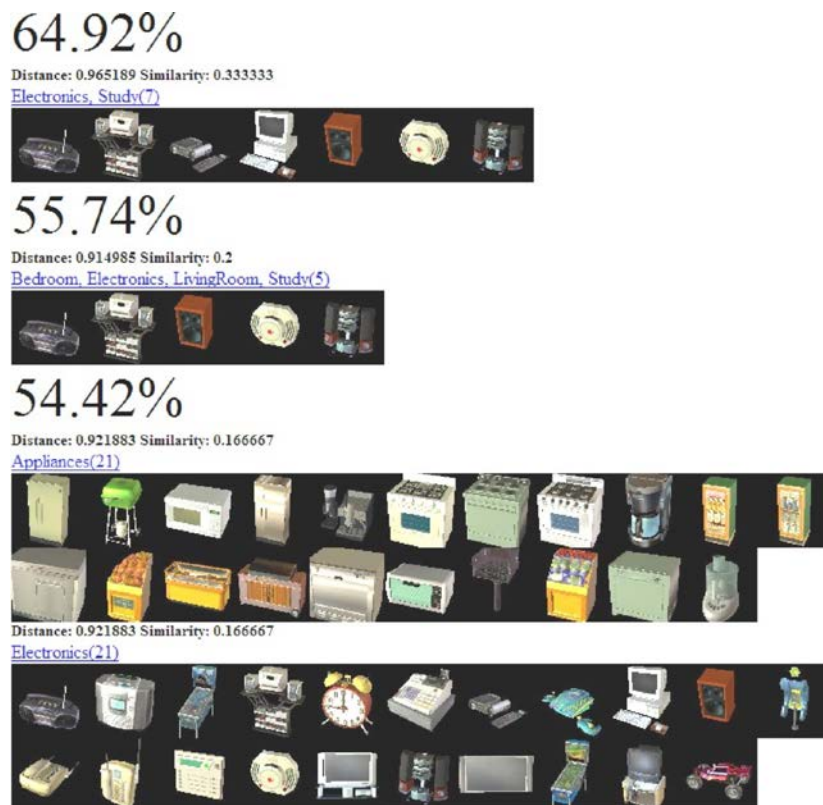 64.92%
Distance: 0.965189 Similarity: 0.333333
Electronics, Study(7)
55.74%
Distance: 0.914985 Similarity: 0.2
Bedroom, Electronics, LivingRoom, Study(5)
54.42%
Distance: 0.921883 Similarity: 0.166667
Appliances(21)
Distance: 0.921883 Similarity: 0.166667
Electronics(21)